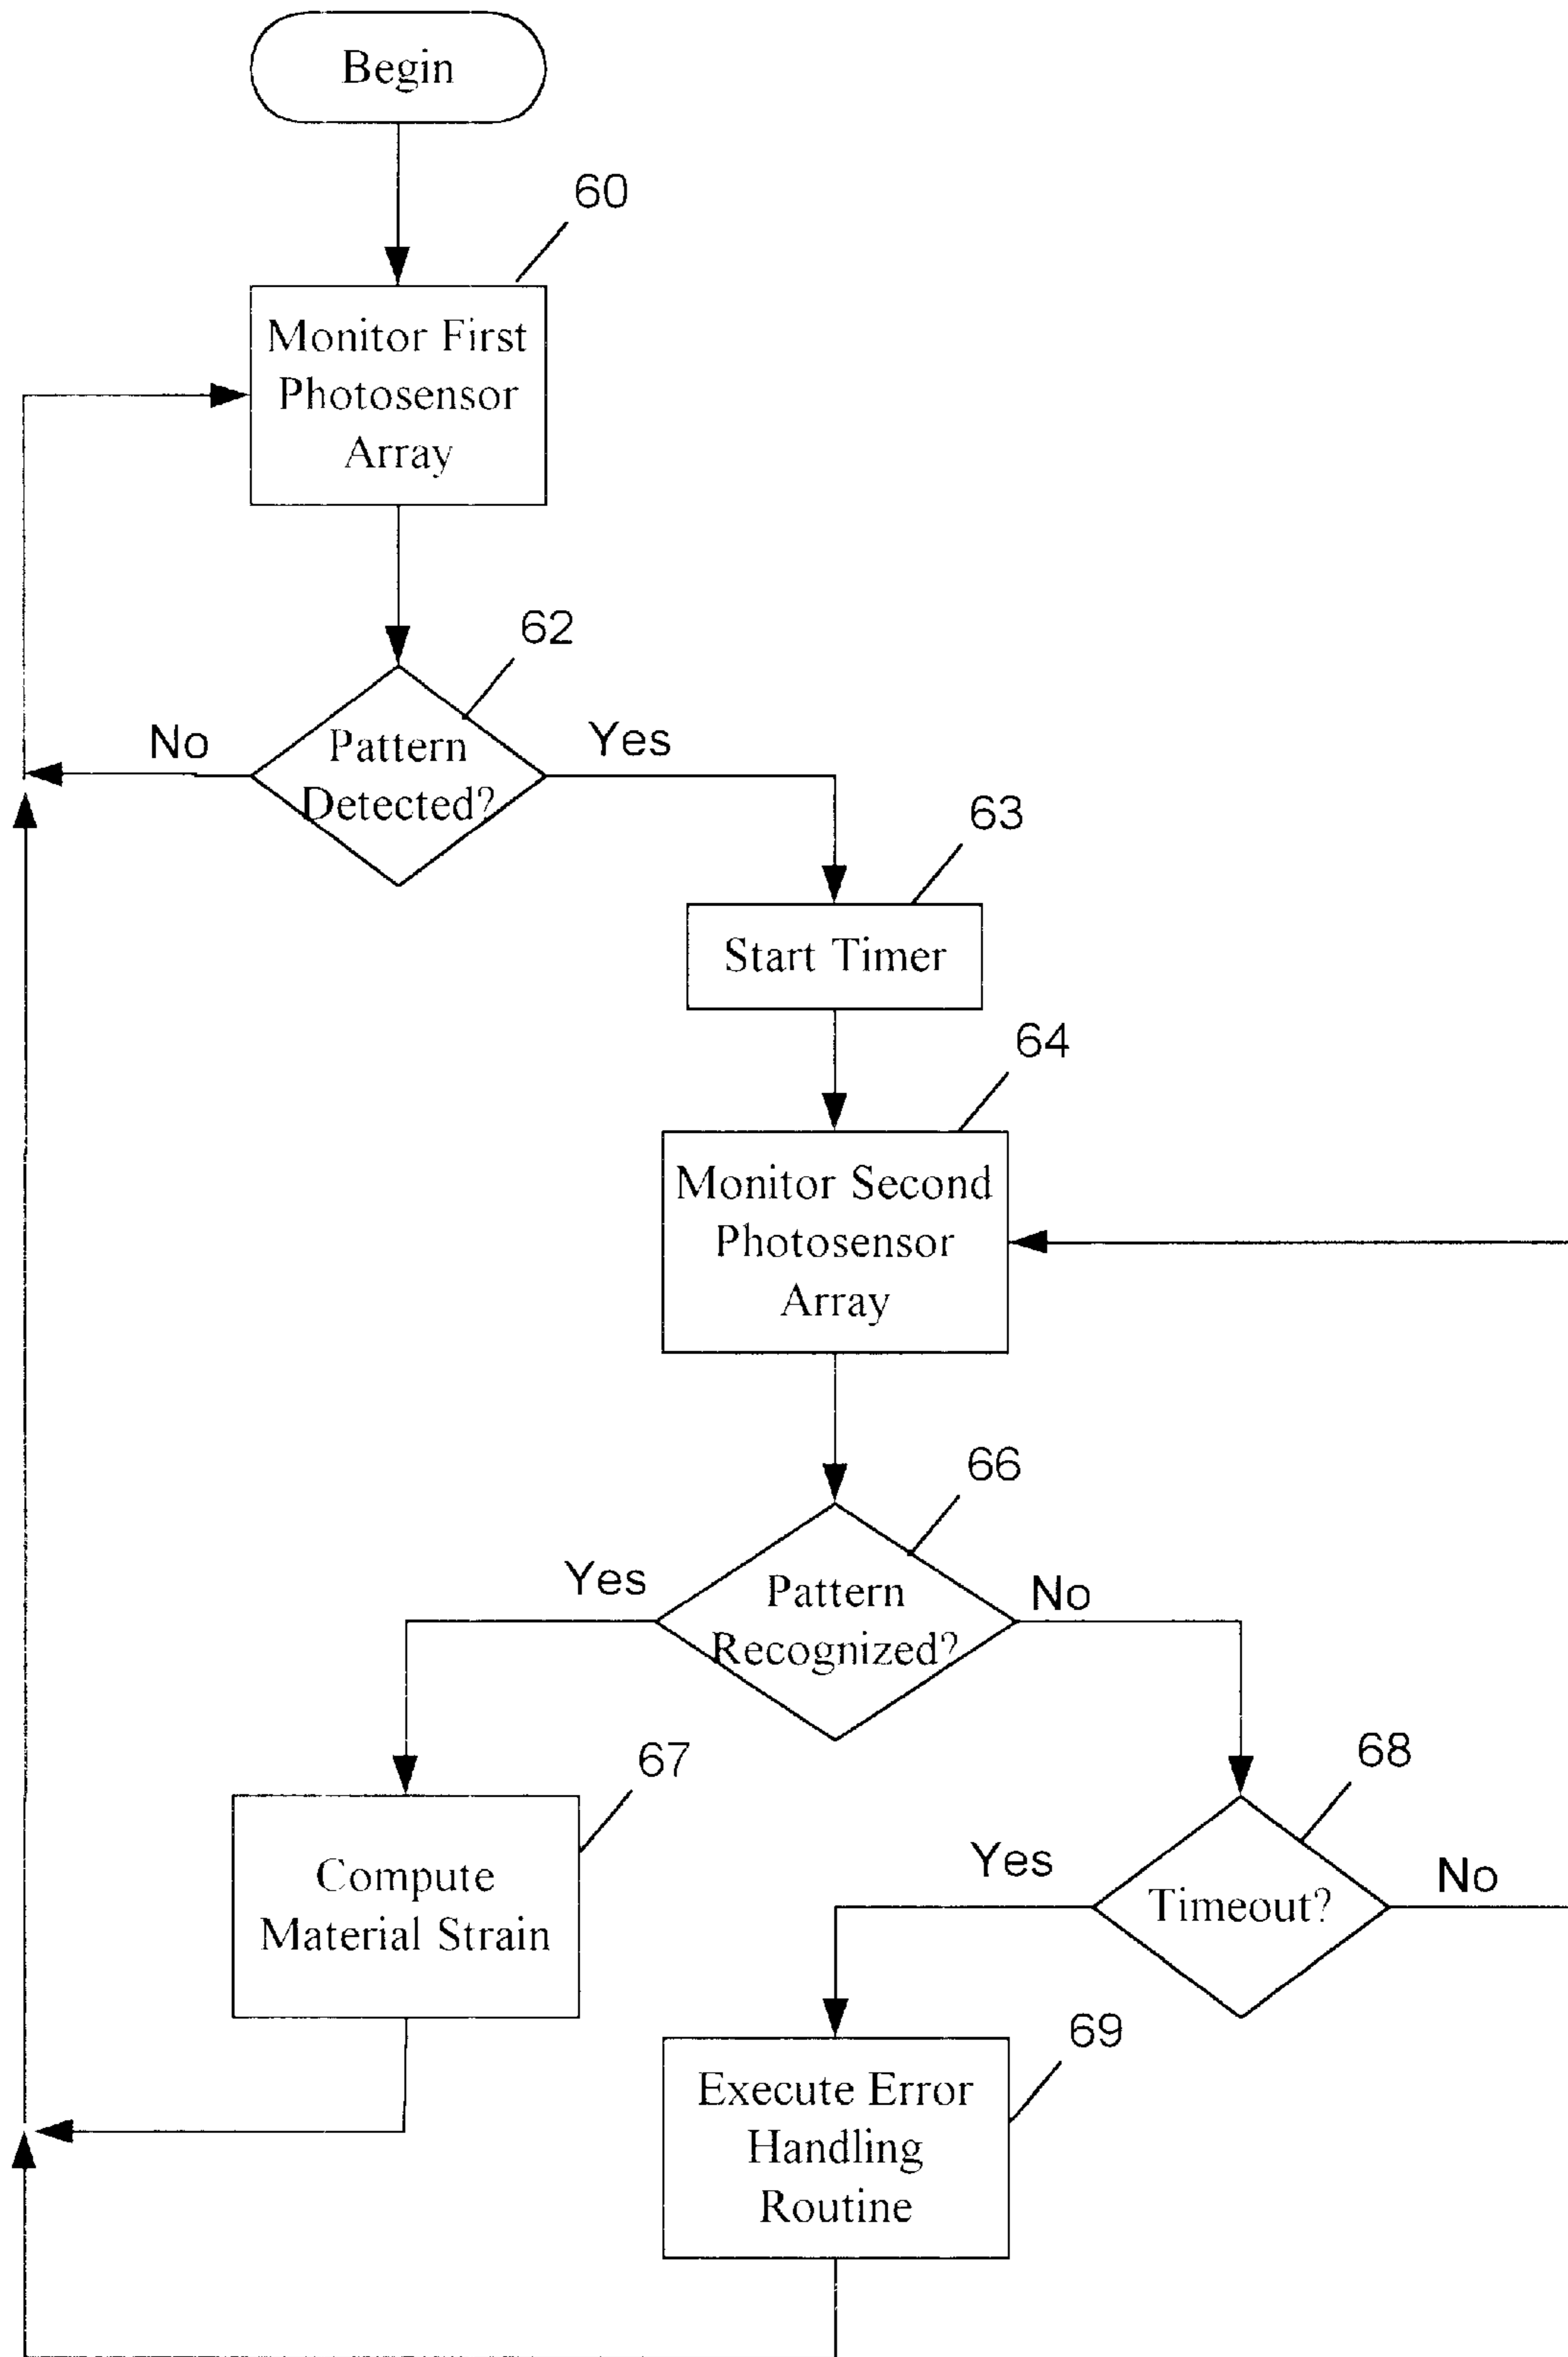 Begin
60
Monitor First
Photosensor
Array
62
No
Yes
Pattern
Detected?
63
Start Timer
64
Monitor Second
Photosensor
Array
66
Yes
No
Pattern
Recognized?
67
68
Compute
Material Strain
Yes
No
Timeout?
69
Execute Error
Handling
Routine